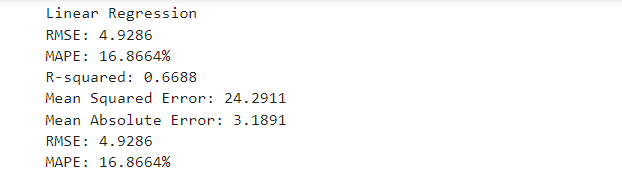 Linear Regression
RMSE: 4.9286
MAPE: 16.8664%
R-squared: 0.6688
Mean Squared Error: 24.2911
Mean Absolute Error: 3.1891
RMSE: 4.9286
MAPE: 16.8664%